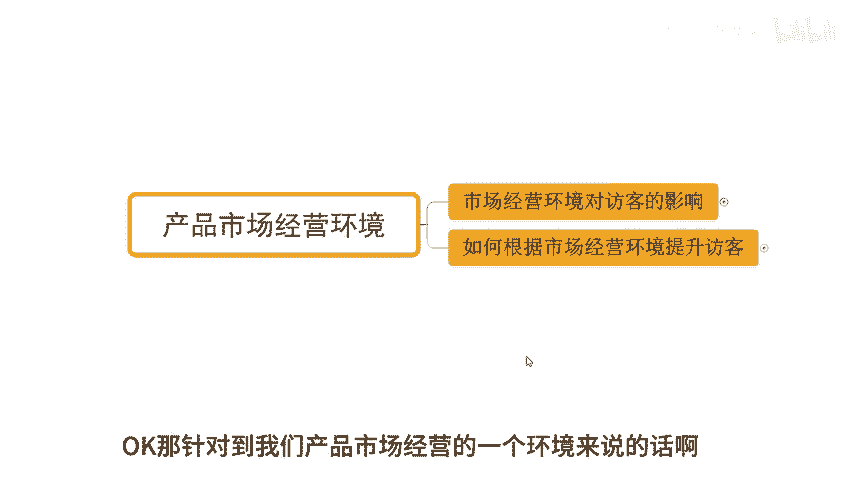 市场经营环境对访客的影响
产品市场经营环境
如何根据市场经营环境提升访客
OK那针对到我们产品市场经营的一个环境来说的话啊